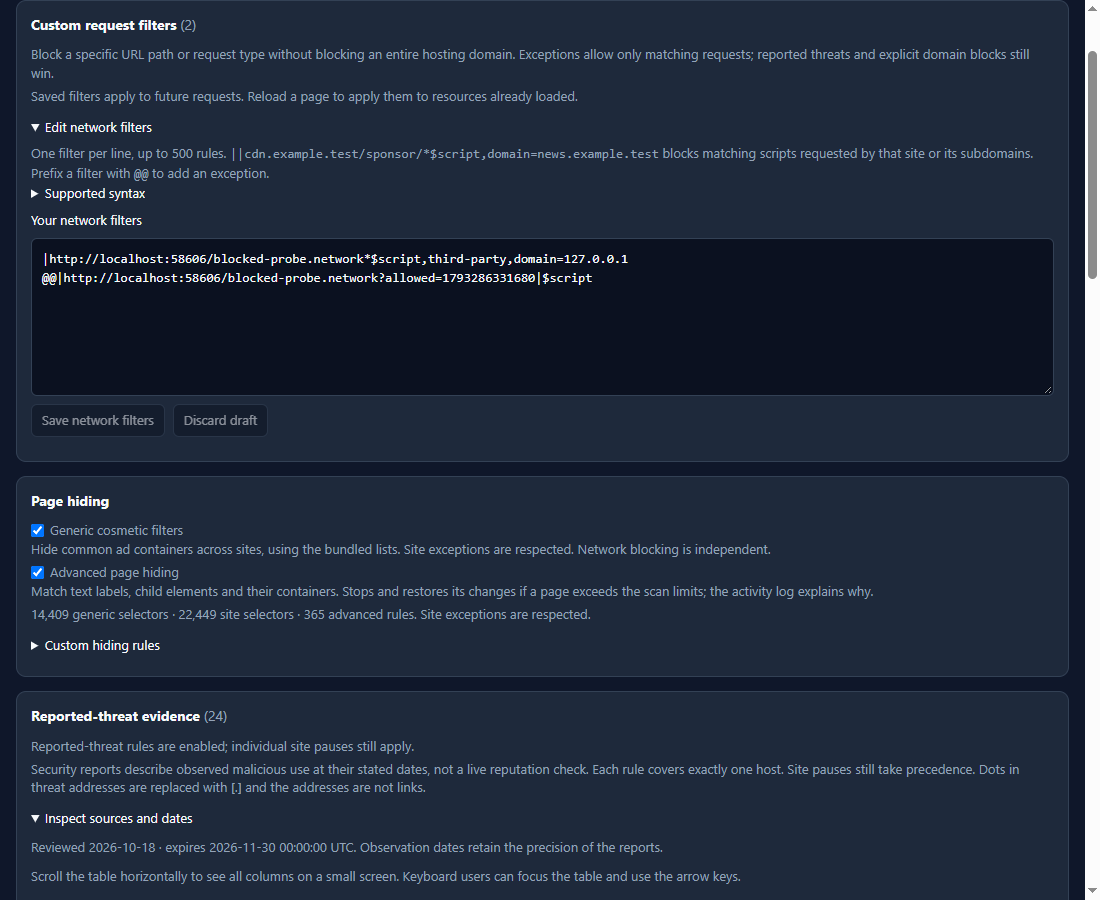 Custom request filters (2)
Block a specific URL path or request type without blocking an entire hosting domain. Exceptions allow only matching requests; reported threats and explicit domain blocks still
win.
Saved filters apply to future requests. Reload a page to apply them to resources already loaded.
▼ Edit network filters
One filter per line, up to 500 rules. ||cdn.example.test/sponsor/*$script,domain=news.example.test blocks matching scripts requested by that site or its subdomains.
Prefix a filter with @@ to add an exception.
▶ Supported syntax
Your network filters
|http://localhost:58606/blocked-probe.network*$script,third-party,domain=127.0.0.1
@@|http://localhost:58606/blocked-probe.network?allowed=1793286331680|$script
Save network filters Discard draft
Page hiding
Generic cosmetic filters
Hide common ad containers across sites, using the bundled lists. Site exceptions are respected. Network blocking is independent.
Advanced page hiding
Match text labels, child elements and their containers. Stops and restores its changes if a page exceeds the scan limits; the activity log explains why.
14,409 generic selectors · 22,449 site selectors · 365 advanced rules. Site exceptions are respected.
▶ Custom hiding rules
Reported-threat evidence (24)
Reported-threat rules are enabled; individual site pauses still apply.
Security reports describe observed malicious use at their stated dates, not a live reputation check. Each rule covers exactly one host. Site pauses still take precedence. Dots in
threat addresses are replaced with [.] and the addresses are not links.
▼ Inspect sources and dates
Reviewed 2026-10-18 · expires 2026-11-30 00:00:00 UTC. Observation dates retain the precision of the reports.
Scroll the table horizontally to see all columns on a small screen. Keyboard users can focus the table and use the arrow keys.